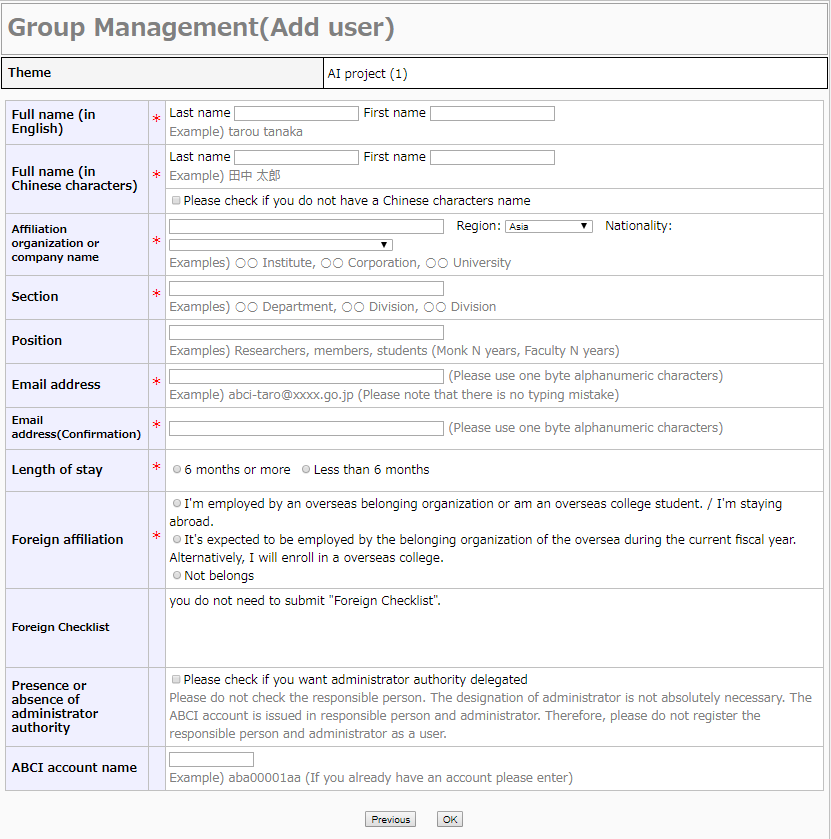 Group Management(Add user)
Theme
AI project (1)
Full name (in
English)
*
Last name First name
Example) tarou tanaka
Full name (in
Chinese characters)
*
Last name First name
Example) 田中 太郎
Please check if you do not have a Chinese characters name
Affiliation
organization or
company name
*
Region: Asia Nationality:
Examples) ○○ Institute, ○○ Corporation, ○○ University
Section
*
Examples) ○○ Department, ○○ Division, ○○ Division
Position
Examples) Researchers, members, students (Monk N years, Faculty N years)
Email address
*
(Please use one byte alphanumeric characters)
Example) abci-taro@xxxx.go.jp (Please note that there is no typing mistake)
Email
address(Confirmation)
*
(Please use one byte alphanumeric characters)
Length of stay
*
6 months or more Less than 6 months
Foreign affiliation
*
I'm employed by an overseas belonging organization or am an overseas college student. / I'm staying
abroad.
It's expected to be employed by the belonging organization of the oversea during the current fiscal year.
Alternatively, I will enroll in a overseas college.
Not belongs
Foreign Checklist
you do not need to submit "Foreign Checklist".
Presence or
absence of
administrator
authority
Please check if you want administrator authority delegated
Please do not check the responsible person. The designation of administrator is not absolutely necessary. The
ABCI account is issued in responsible person and administrator. Therefore, please do not register the
responsible person and administrator as a user.
ABCI account name
Example) aba00001aa (If you already have an account please enter)
Previous OK